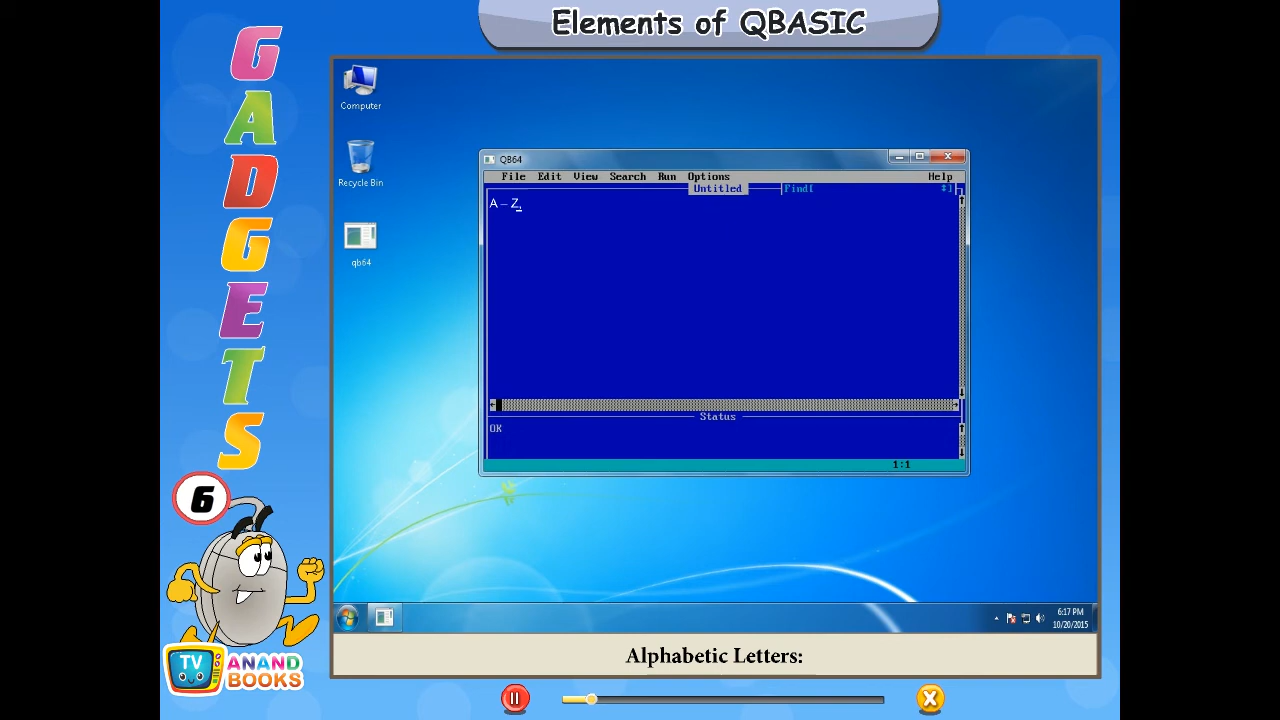 Elements of QBASIC
GADGETS
6
TV
ANAND
BOOKS
Computer
Recycle Bin
qb64
QB64
File Edit View Search Run Options Help
Untitled Find[ ]
A – Z,
Status
OK
1:1
6:17 PM
10/20/2015
Alphabetic Letters: